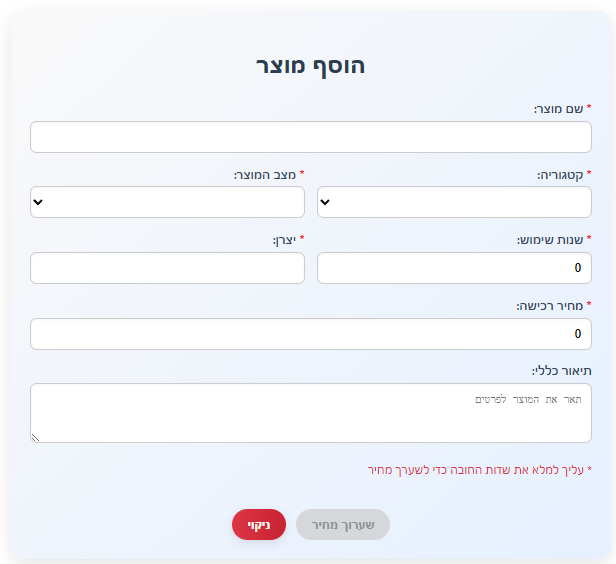 הוסף מוצר
* שם מוצר:
* קטגוריה:
* מצב המוצר:
* שנות שימוש:
* יצרן:
0
* מחיר רכישה:
0
תיאור כללי:
תאר את המוצר לפרטים
* עליך למלא את שדות החובה כדי לשערך מחיר
שערוך מחיר
ניקוי